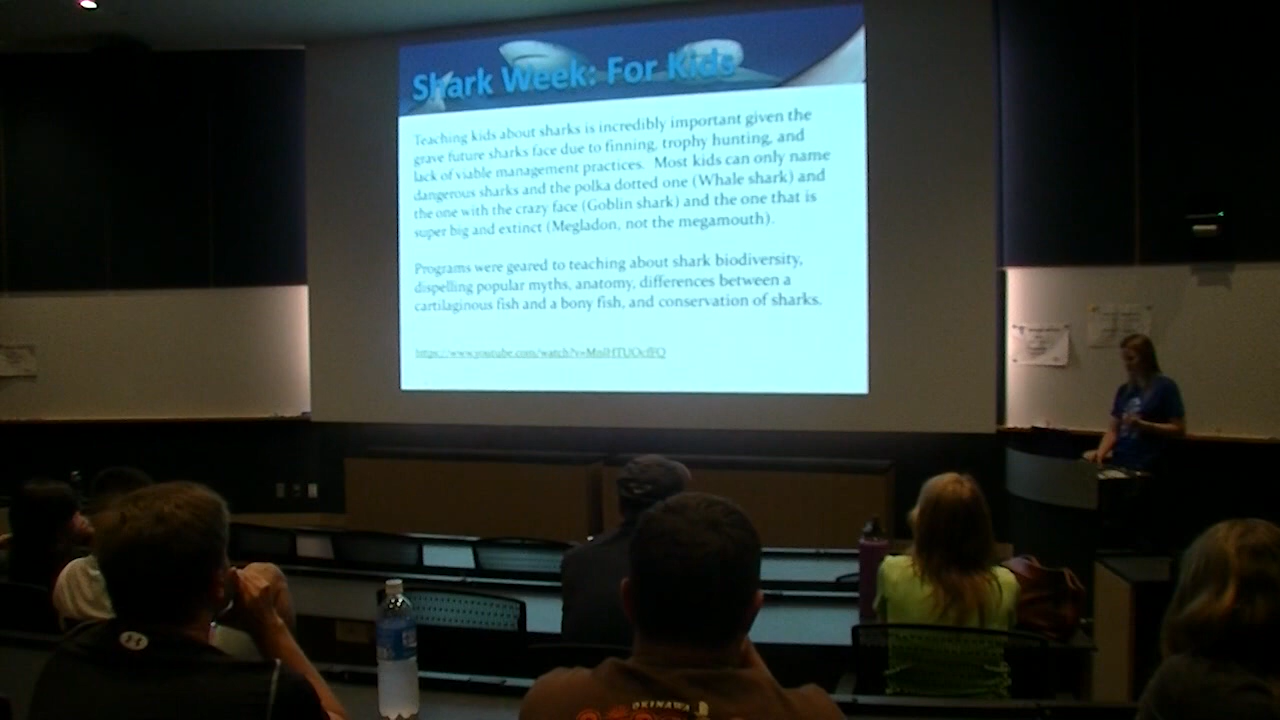 Shark Week: For Kids
Teaching kids about sharks is incredibly important given the
grave future sharks face due to finning, trophy hunting, and
lack of viable management practices. Most kids can only name
dangerous sharks and the polka dotted one (Whale shark) and
the one with the crazy face (Goblin shark) and the one that is
super big and extinct (Megladon, not the megamouth).
Programs were geared to teaching about shark biodiversity,
dispelling popular myths, anatomy, differences between a
cartilaginous fish and a bony fish, and conservation of sharks.
OKINAWA